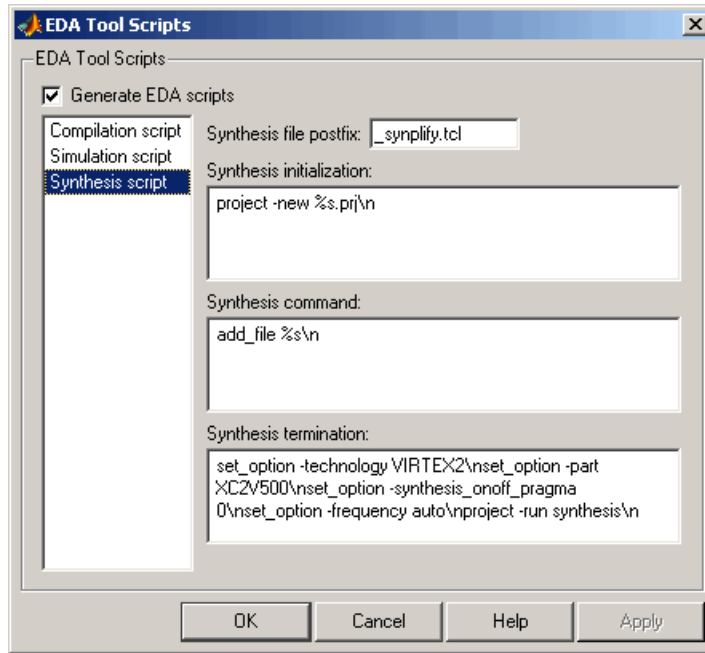 EDA Tool Scripts
EDA Tool Scripts
Generate EDA scripts
Compilation script
Simulation script
Synthesis script
Synthesis file postfix: _synplify.tcl
Synthesis initialization:
project -new %s.prj\n
Synthesis command:
add_file %s\n
Synthesis termination:
set_option -technology VIRTEX2\nset_option -part
XC2V500\nset_option -synthesis_onoff_pragma
0\nset_option -frequency auto\nproject -run synthesis\n
OK Cancel Help Apply